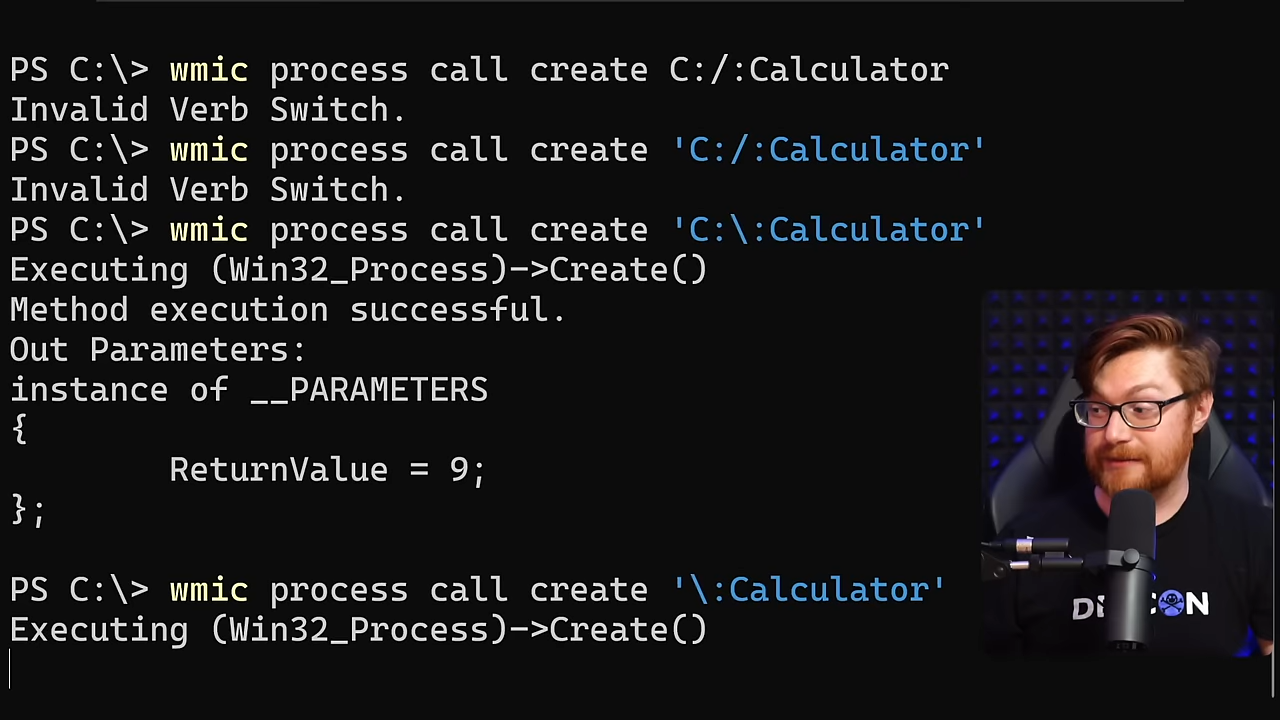 PS C:\> wmic process call create C:/:Calculator
Invalid Verb Switch.
PS C:\> wmic process call create 'C:/:Calculator'
Invalid Verb Switch.
PS C:\> wmic process call create 'C:\:Calculator'
Executing (Win32_Process)->Create()
Method execution successful.
Out Parameters:
instance of __PARAMETERS
{
        ReturnValue = 9;
};
PS C:\> wmic process call create '\:Calculator'
Executing (Win32_Process)->Create()